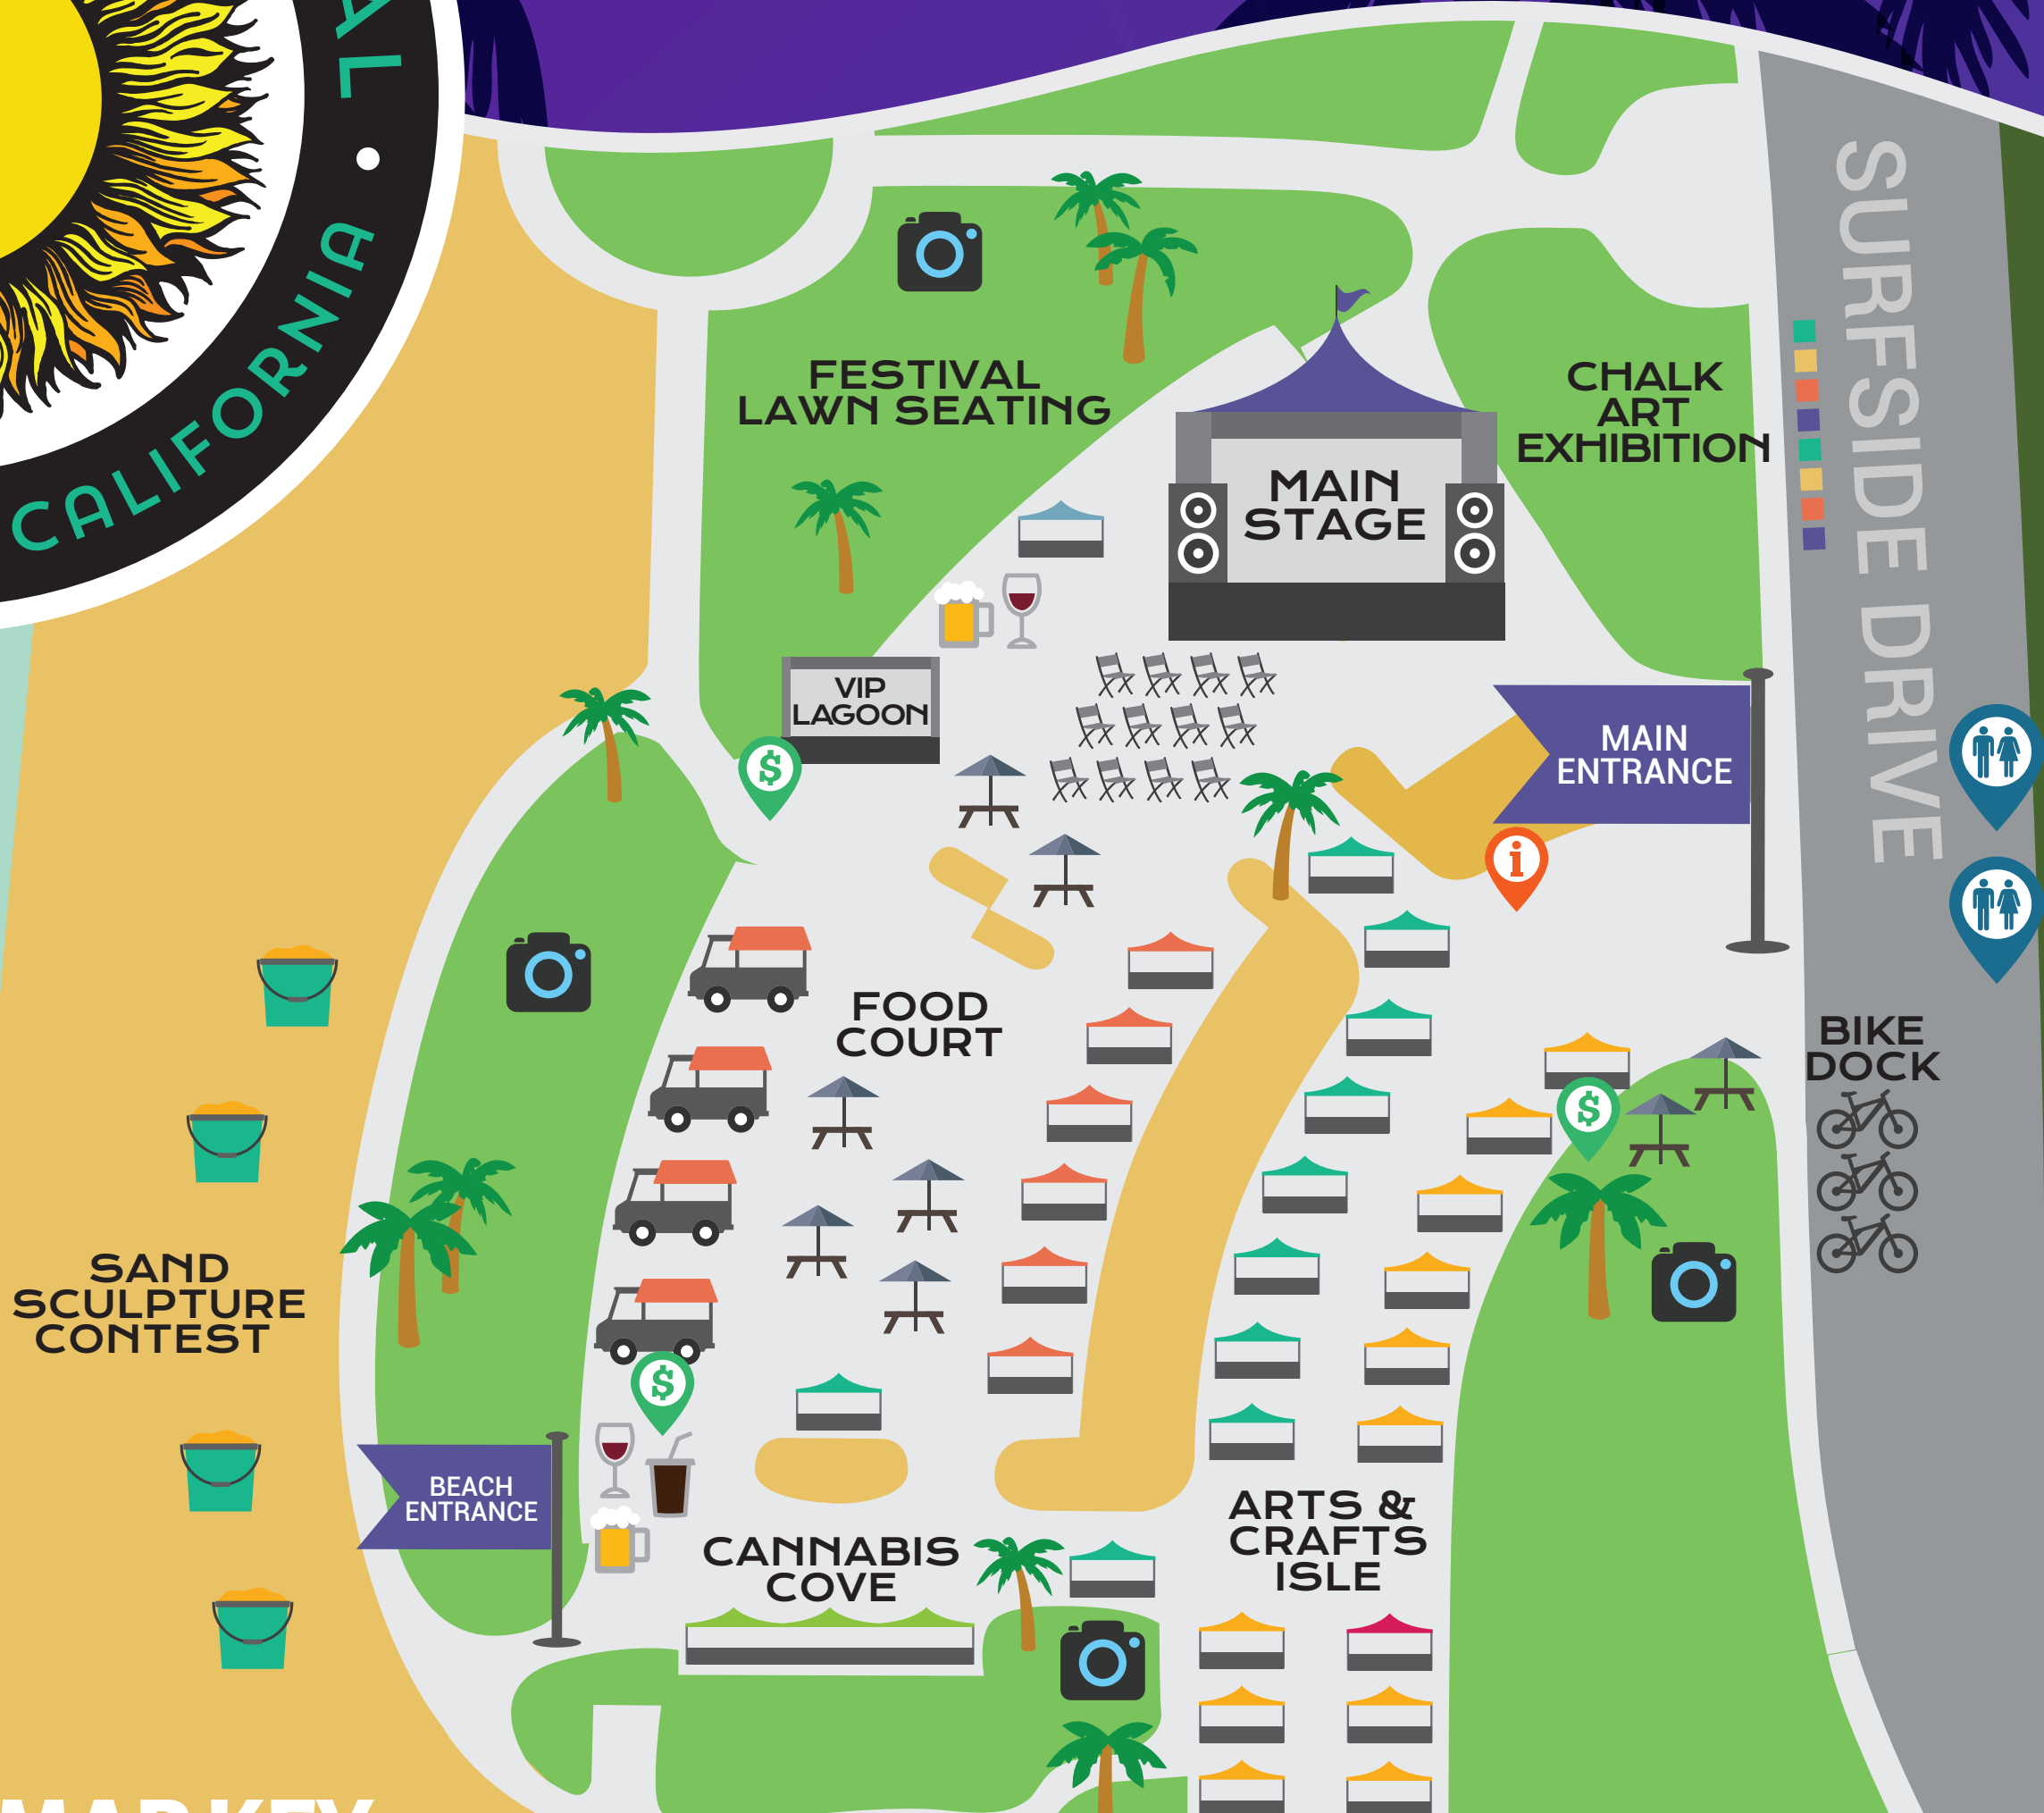 CALIFORNIA
SURFSIDE DRIVE
FESTIVAL
LAWN SEATING
CHALK
ART
EXHIBITION
MAIN
STAGE
VIP
LAGOON
$
MAIN
ENTRANCE
i
FOOD
COURT
BIKE
DOCK
$
SAND
SCULPTURE
CONTEST
$
BEACH
ENTRANCE
CANNABIS
COVE
ARTS &
CRAFTS
ISLE